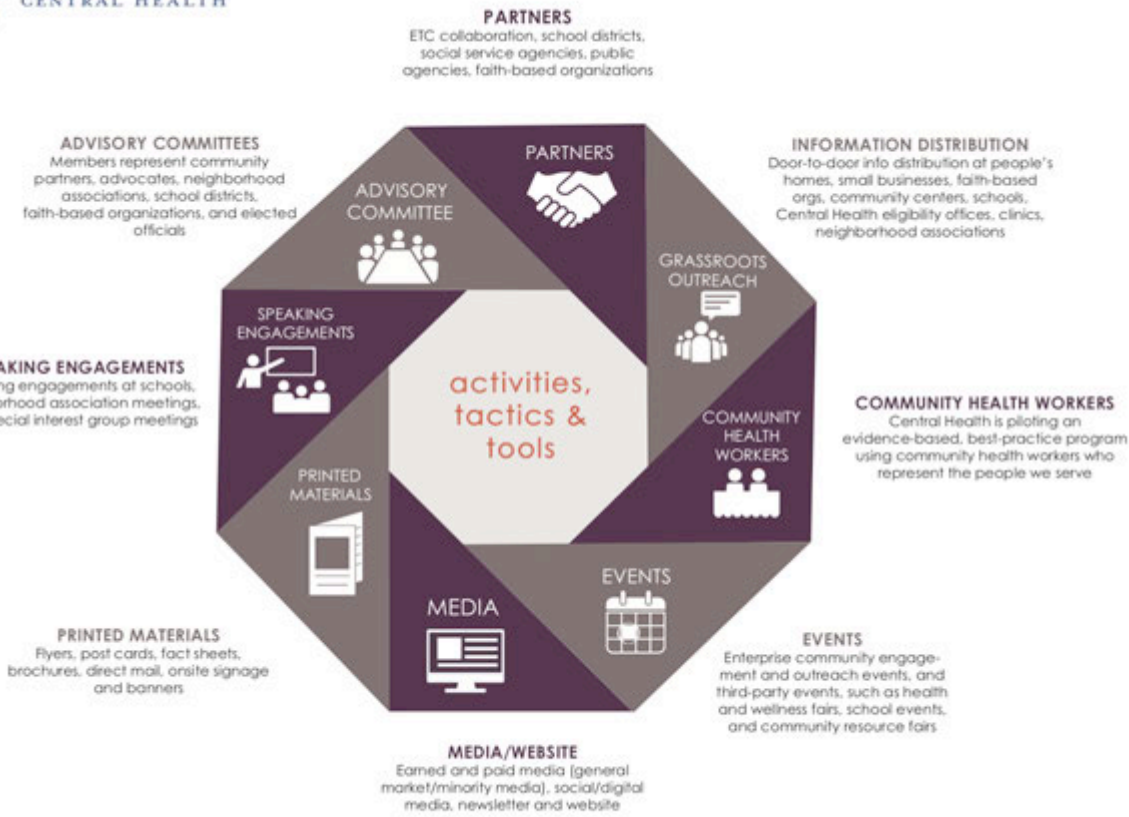 CENTRAL HEALTH
PARTNERS
ETC collaboration, school districts,
social service agencies, public
agencies, faith-based organizations
ADVISORY COMMITTEES
Members represent community
partners, advocates, neighborhood
associations, school districts,
faith-based organizations, and elected
officials
INFORMATION DISTRIBUTION
Door-to-door info distribution at people's
homes, small businesses, faith-based
orgs, community centers, schools,
Central Health eligibility offices, clinics,
neighborhood associations
PARTNERS
ADVISORY
COMMITTEE
GRASSROOTS
OUTREACH
SPEAKING
ENGAGEMENTS
AKING ENGAGEMENTS
ng engagements at schools,
orhood association meetings,
ecial interest group meetings
activities,
tactics &
tools
COMMUNITY
HEALTH
WORKERS
COMMUNITY HEALTH WORKERS
Central Health is piloting an
evidence-based, best-practice program
using community health workers who
represent the people we serve
PRINTED
MATERIALS
EVENTS
MEDIA
PRINTED MATERIALS
Flyers, post cards, fact sheets,
brochures, direct mail, onsite signage
and banners
EVENTS
Enterprise community engage-
ment and outreach events, and
third-party events, such as health
and wellness fairs, school events,
and community resource fairs
MEDIA/WEBSITE
Earned and paid media (general
market/minority media), social/digital
media, newsletter and website